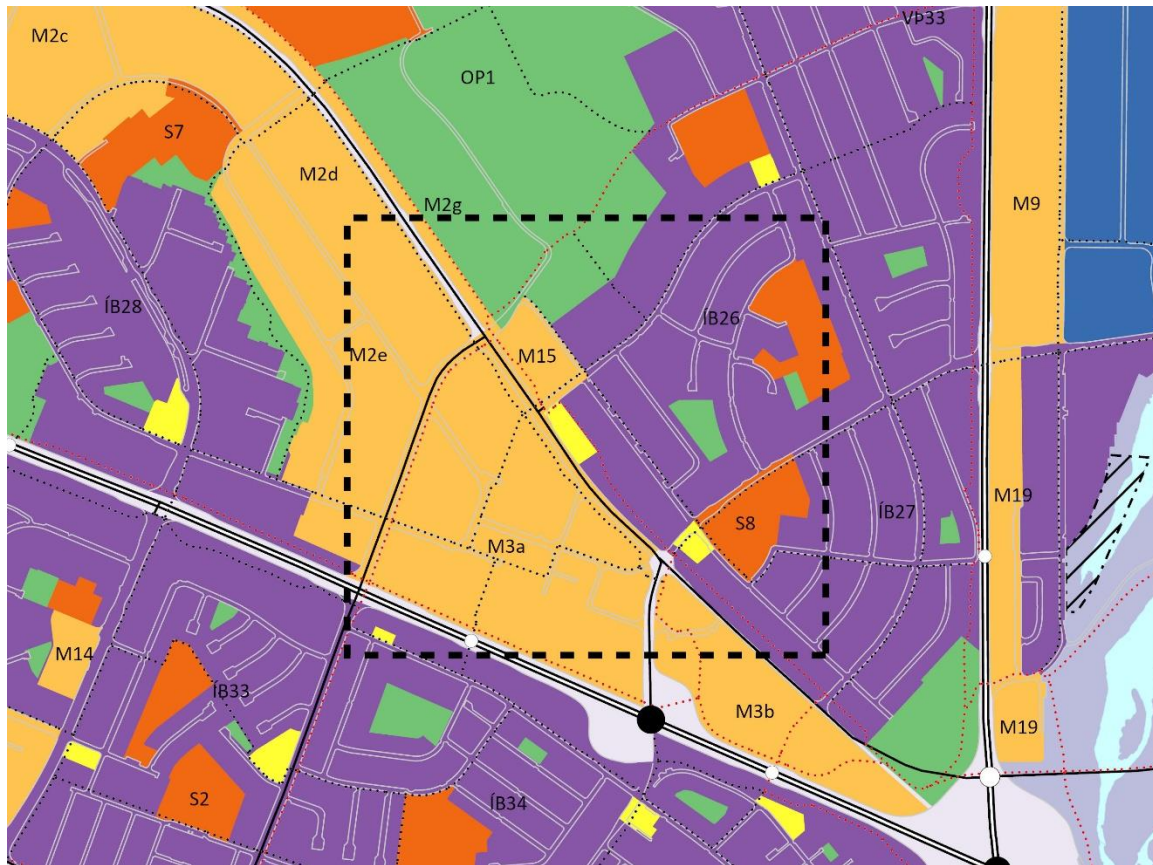 M2c
VÞ33
OP1
S7
M2d
M2g
M9
ÍB28
ÍB26
M2e
M15
M19
S8
ÍB27
M3a
M14
ÍB33
M3b
M19
S2
ÍB34